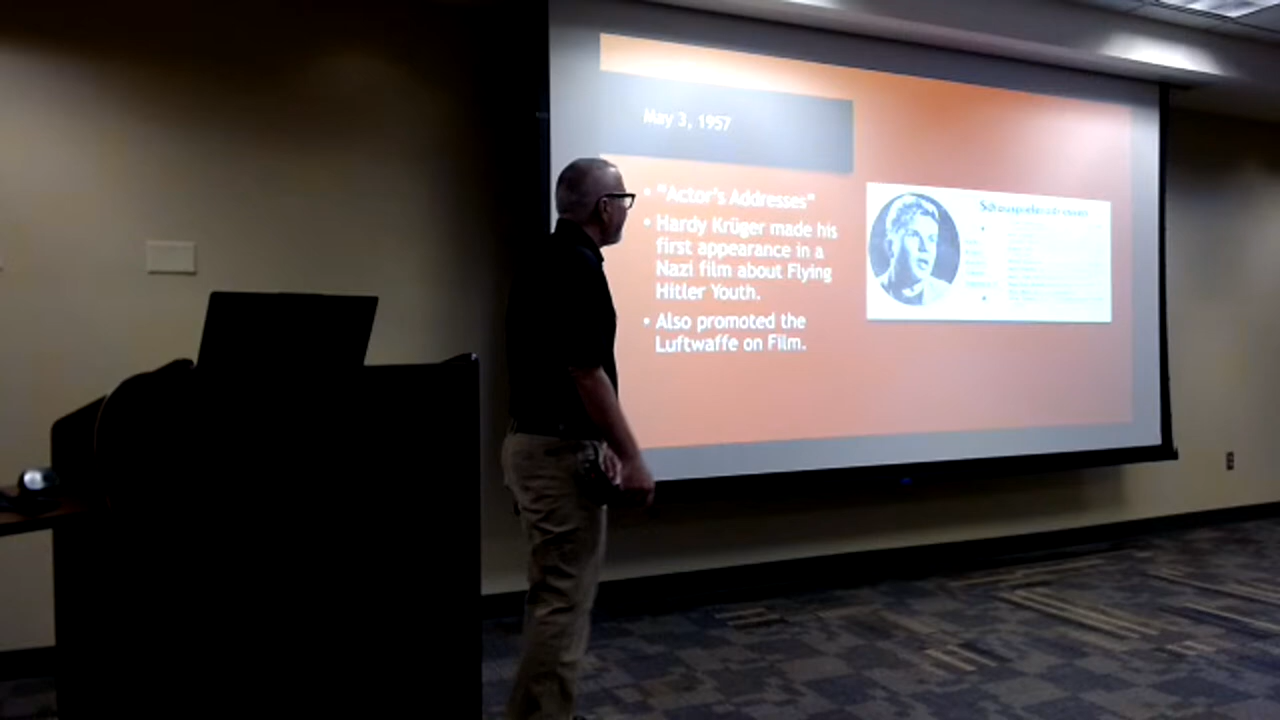 May 3, 1957
• "Actor's Addresses"
• Hardy Krüger made his
first appearance in a
Nazi film about Flying
Hitler Youth.
• Also promoted the
Luftwaffe on Film.
Schauspieleradressen